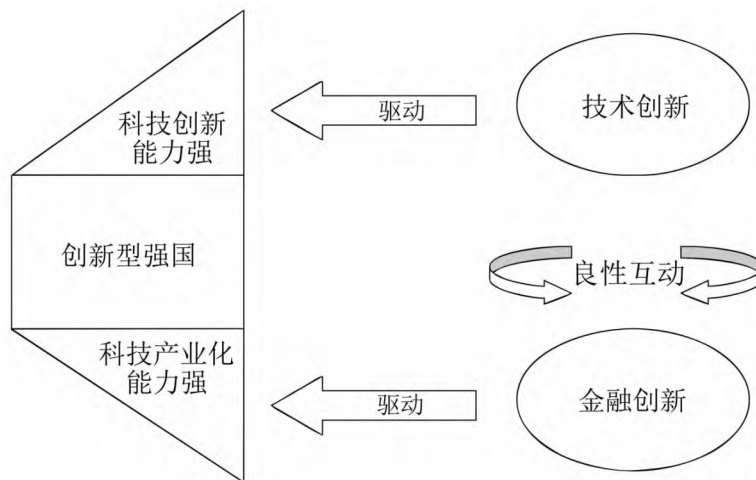 科技创新
能力强
驱动
技术创新
创新型强国
良性互动
科技产业化
能力强
驱动
金融创新